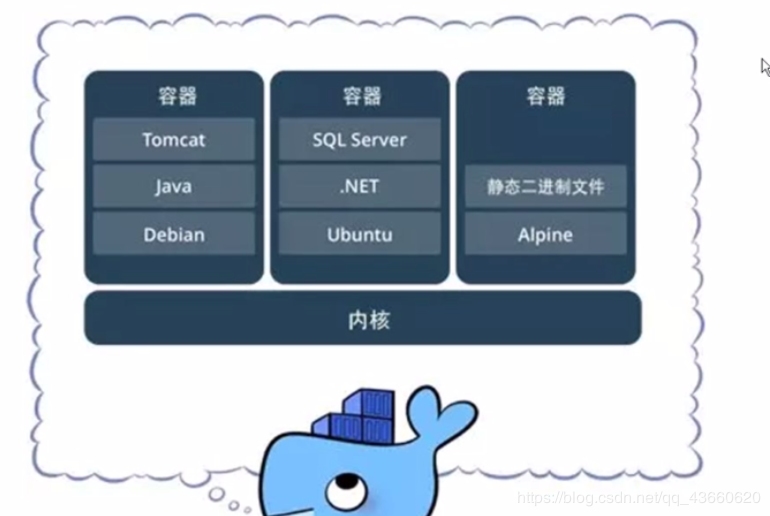 容器
Tomcat
Java
Debian
容器
SQL Server
.NET
Ubuntu
容器
静态二进制文件
Alpine
内核
https://blog.csdn.net/qq_43660620